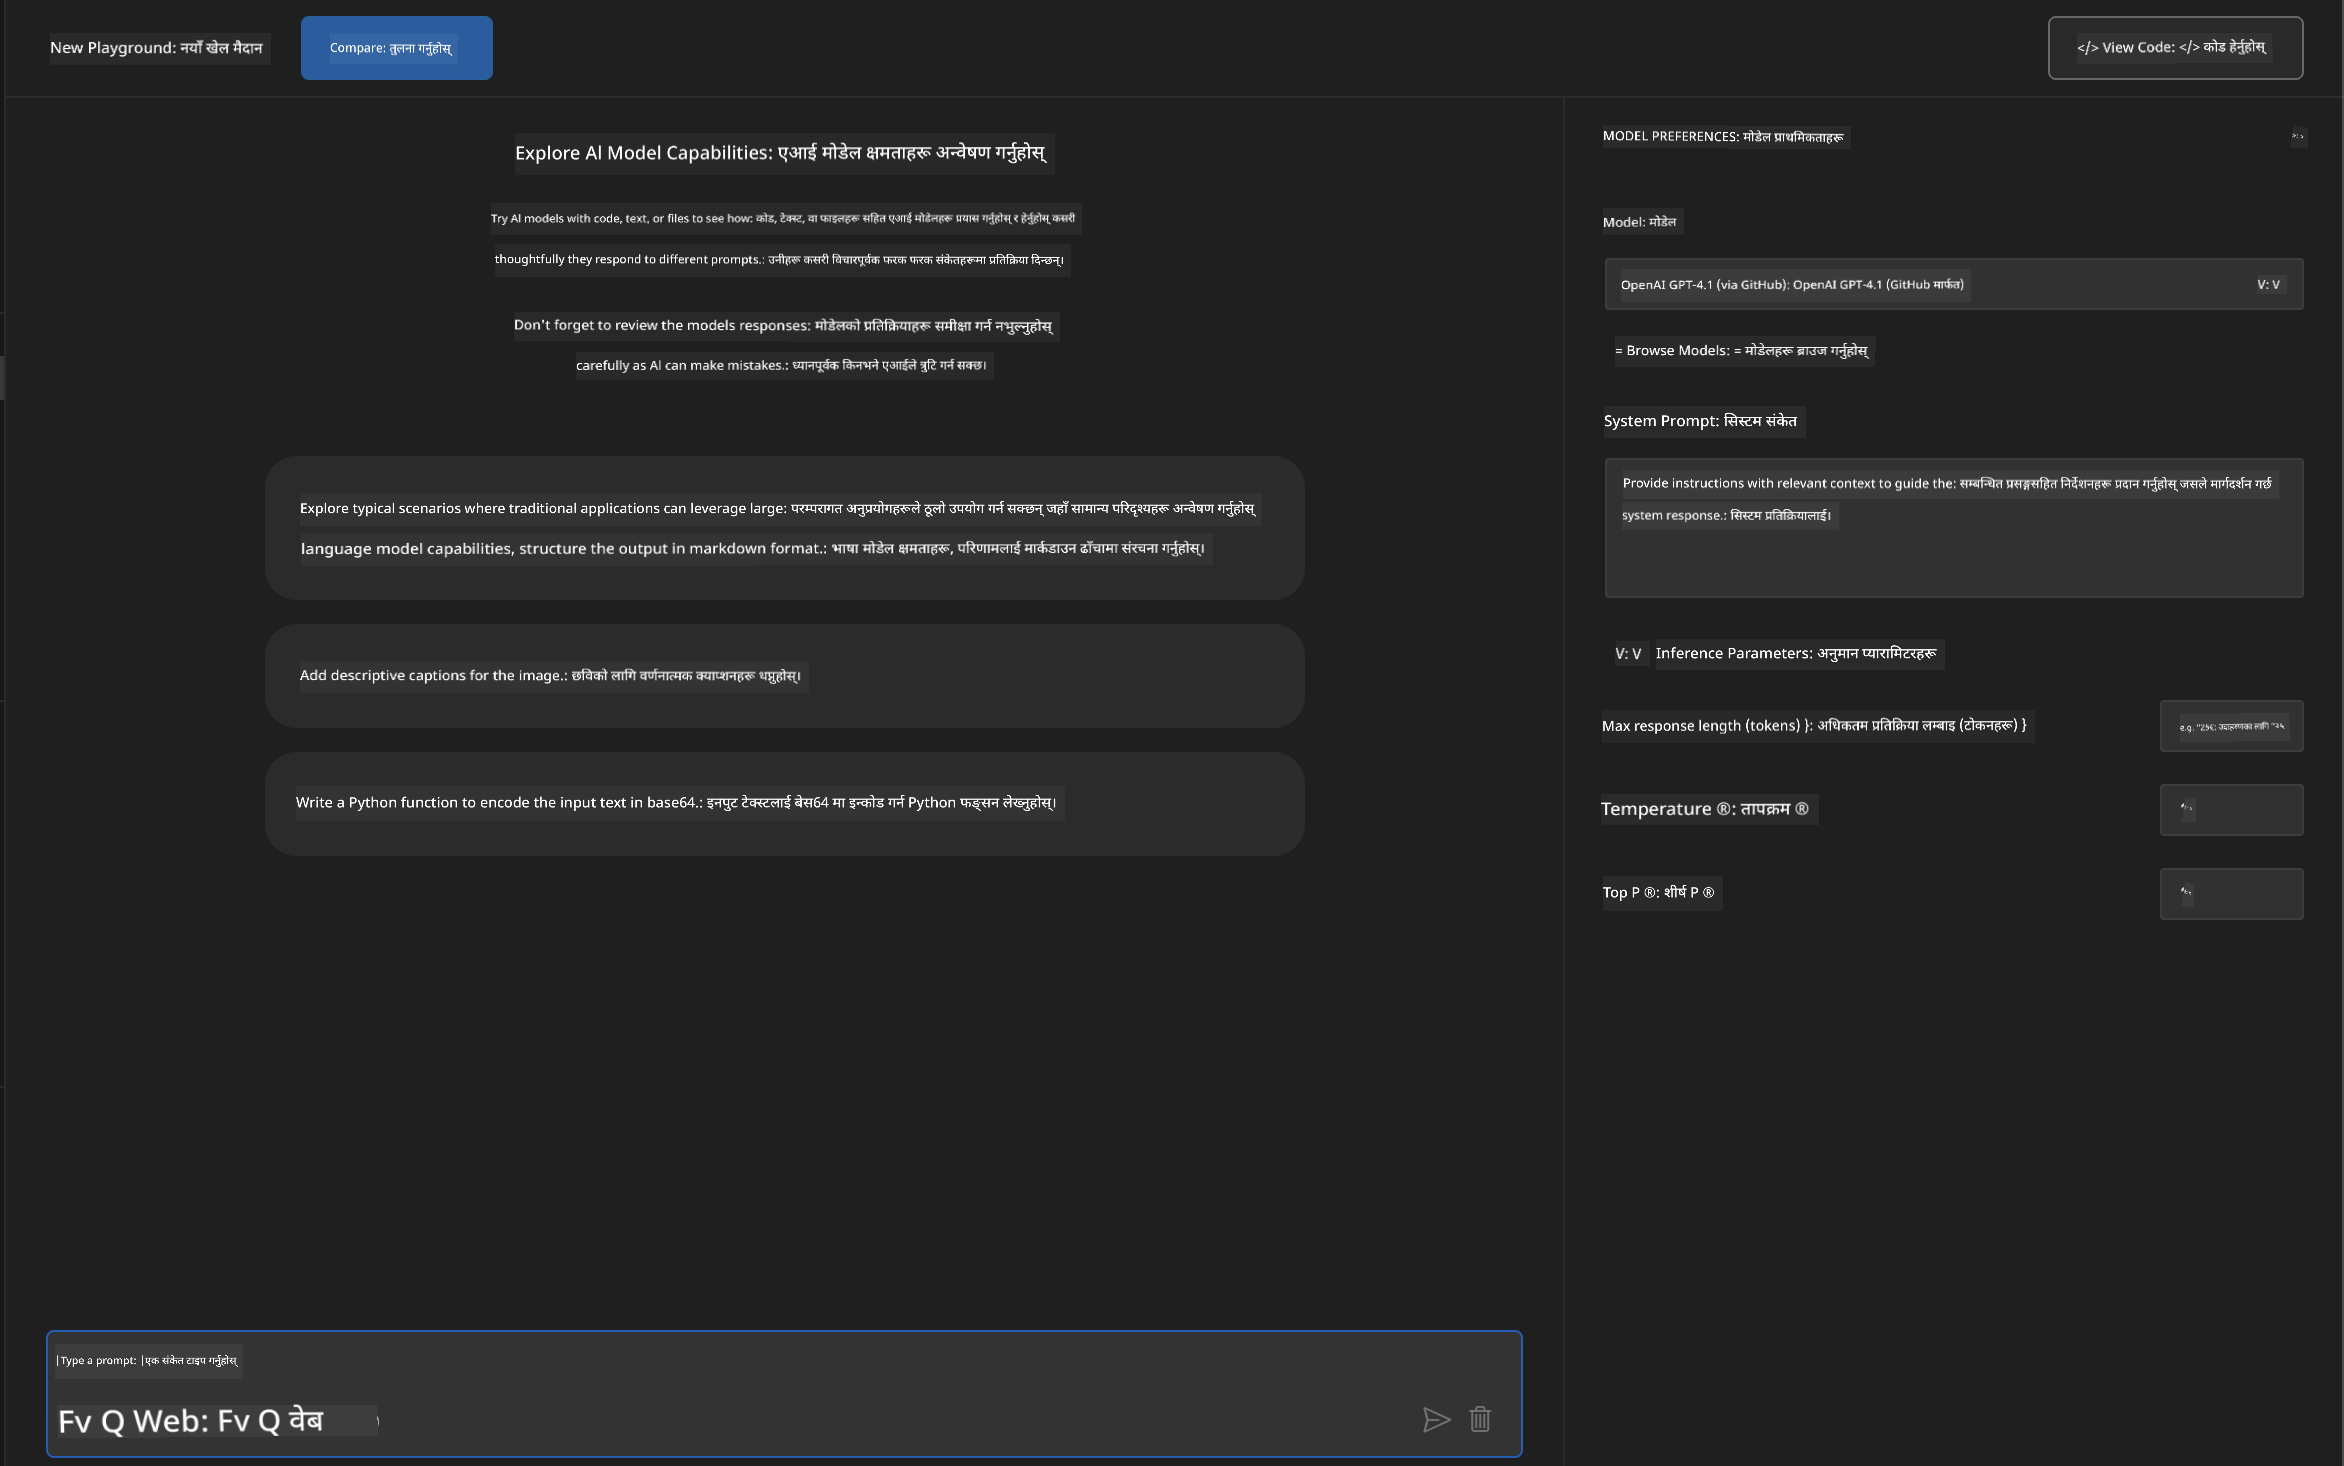 New Playground: नयाँ खेल मैदान
Compare: तुलना गर्नुहोस्
</> View Code: </> कोड हेर्नुहोस्
Explore AI Model Capabilities: एआई मोडेल क्षमताहरू अन्वेषण गर्नुहोस्
Try AI models with code, text, or files to see how: कोड, टेक्स्ट, वा फाइलहरू सहित एआई मोडेलहरू प्रयास गर्नुहोस् र हेर्नुहोस् कसरी
thoughtfully they respond to different prompts.: उनीहरू कसरी विचारपूर्वक फरक फरक संकेतहरूमा प्रतिक्रिया दिन्छन्।
Don't forget to review the models responses: मोडेलको प्रतिक्रियाहरू समीक्षा गर्न नभुल्नुहोस्
carefully as AI can make mistakes.: ध्यानपूर्वक किनभने एआईले त्रुटि गर्न सक्छ।
Explore typical scenarios where traditional applications can leverage large: परम्परागत अनुप्रयोगहरूले ठूलो उपयोग गर्न सक्छन् जहाँ सामान्य परिदृश्यहरू अन्वेषण गर्नुहोस्
language model capabilities, structure the output in markdown format.: भाषा मोडेल क्षमताहरू, परिणामलाई मार्कडाउन ढाँचामा संरचना गर्नुहोस्।
Add descriptive captions for the image.: छविको लागि वर्णनात्मक क्याप्शनहरू थप्नुहोस्।
Write a Python function to encode the input text in base64.: इनपुट टेक्स्टलाई बेस64 मा इन्कोड गर्न Python फङ्सन लेख्नुहोस्।
|Type a prompt: |एक संकेत टाइप गर्नुहोस्
Fv Q Web: Fv Q वेब
MODEL PREFERENCES: मोडेल प्राथमिकताहरू
Model: मोडेल
OpenAI GPT-4.1 (via GitHub): OpenAI GPT-4.1 (GitHub मार्फत)
V: V
= Browse Models: = मोडेलहरू ब्राउज गर्नुहोस्
System Prompt: सिस्टम संकेत
Provide instructions with relevant context to guide the: सम्बन्धित प्रसङ्गसहित निर्देशनहरू प्रदान गर्नुहोस् जसले मार्गदर्शन गर्छ
system response.: सिस्टम प्रतिक्रियालाई।
V: V Inference Parameters: अनुमान प्यारामिटरहरू
Max response length (tokens) }: अधिकतम प्रतिक्रिया लम्बाइ (टोकनहरू) }
e.g. "25€: उदाहरणका लागि "२५
Temperature ®: तापक्रम ®
Top P ®: शीर्ष P ®